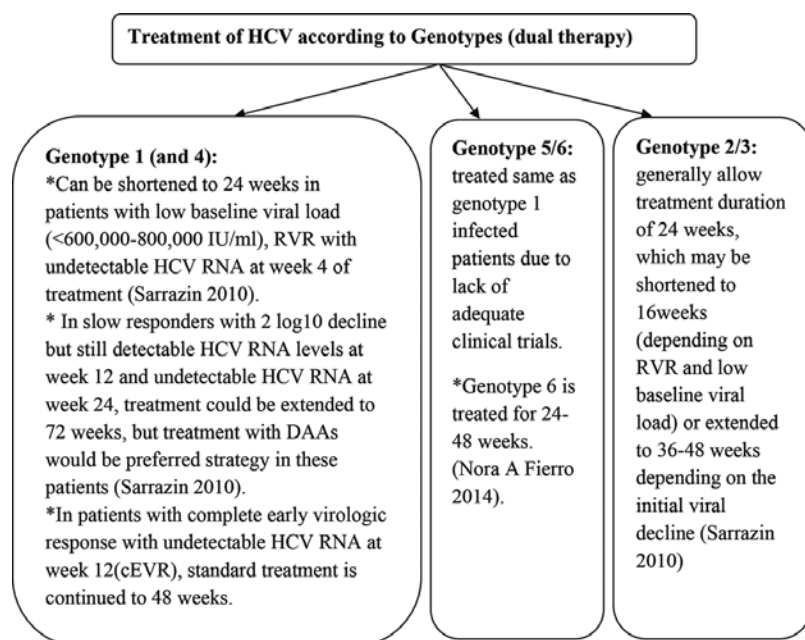 Treatment of HCV according to Genotypes (dual therapy)
Genotype 1 (and 4):
*Can be shortened to 24 weeks in
patients with low baseline viral load
(<600,000-800,000 IU/ml), RVR with
undetectable HCV RNA at week 4 of
treatment (Sarrazin 2010).
* In slow responders with 2 log10 decline
but still detectable HCV RNA levels at
week 12 and undetectable HCV RNA at
week 24, treatment could be extended to
72 weeks, but treatment with DAAs
would be preferred strategy in these
patients (Sarrazin 2010).
*In patients with complete early virologic
response with undetectable HCV RNA at
week 12(cEVR), standard treatment is
continued to 48 weeks.
Genotype 5/6:
treated same as
genotype 1
infected
patients due to
lack of
adequate
clinical trials.
*Genotype 6 is
treated for 24-
48 weeks.
(Nora A Fierro
2014).
Genotype 2/3:
generally allow
treatment duration
of 24 weeks,
which may be
shortened to
16weeks
(depending on
RVR and low
baseline viral
load) or extended
to 36-48 weeks
depending on the
initial viral
decline (Sarrazin
2010)